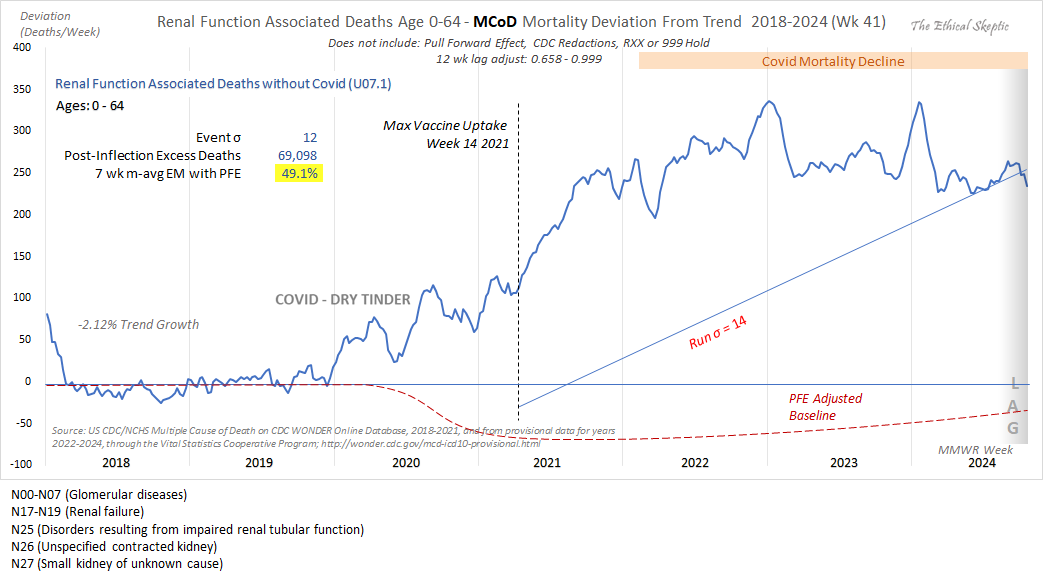 Deviation
(Deaths/Week)
Renal Function Associated Deaths Age 0-64 - MCoD Mortality Deviation From Trend 2018-2024 (Wk 41)
The Ethical Skeptic
Does not include: Pull Forward Effect, CDC Redactions, RXX or 999 Hold
12 wk lag adjust: 0.658 - 0.999
Covid Mortality Decline
Renal Function Associated Deaths without Covid (U07.1)
Ages: 0 - 64
Event σ 12
Post-Inflection Excess Deaths 69,098
7 wk m-avg EM with PFE 49.1%
Max Vaccine Uptake
Week 14 2021
400
350
300
250
200
150
100
50
0
-50
-100
COVID - DRY TINDER
-2.12% Trend Growth
Run σ = 14
PFE Adjusted
Baseline
L
A
G
Source: US CDC/NCHS Multiple Cause of Death on CDC WONDER Online Database, 2018-2021, and from provisional data for years
2022-2024, through the Vital Statistics Cooperative Program; http://wonder.cdc.gov/mcd-icd10-provisional.html
MMWR Week
2018 2019 2020 2021 2022 2023 2024
N00-N07 (Glomerular diseases)
N17-N19 (Renal failure)
N25 (Disorders resulting from impaired renal tubular function)
N26 (Unspecified contracted kidney)
N27 (Small kidney of unknown cause)